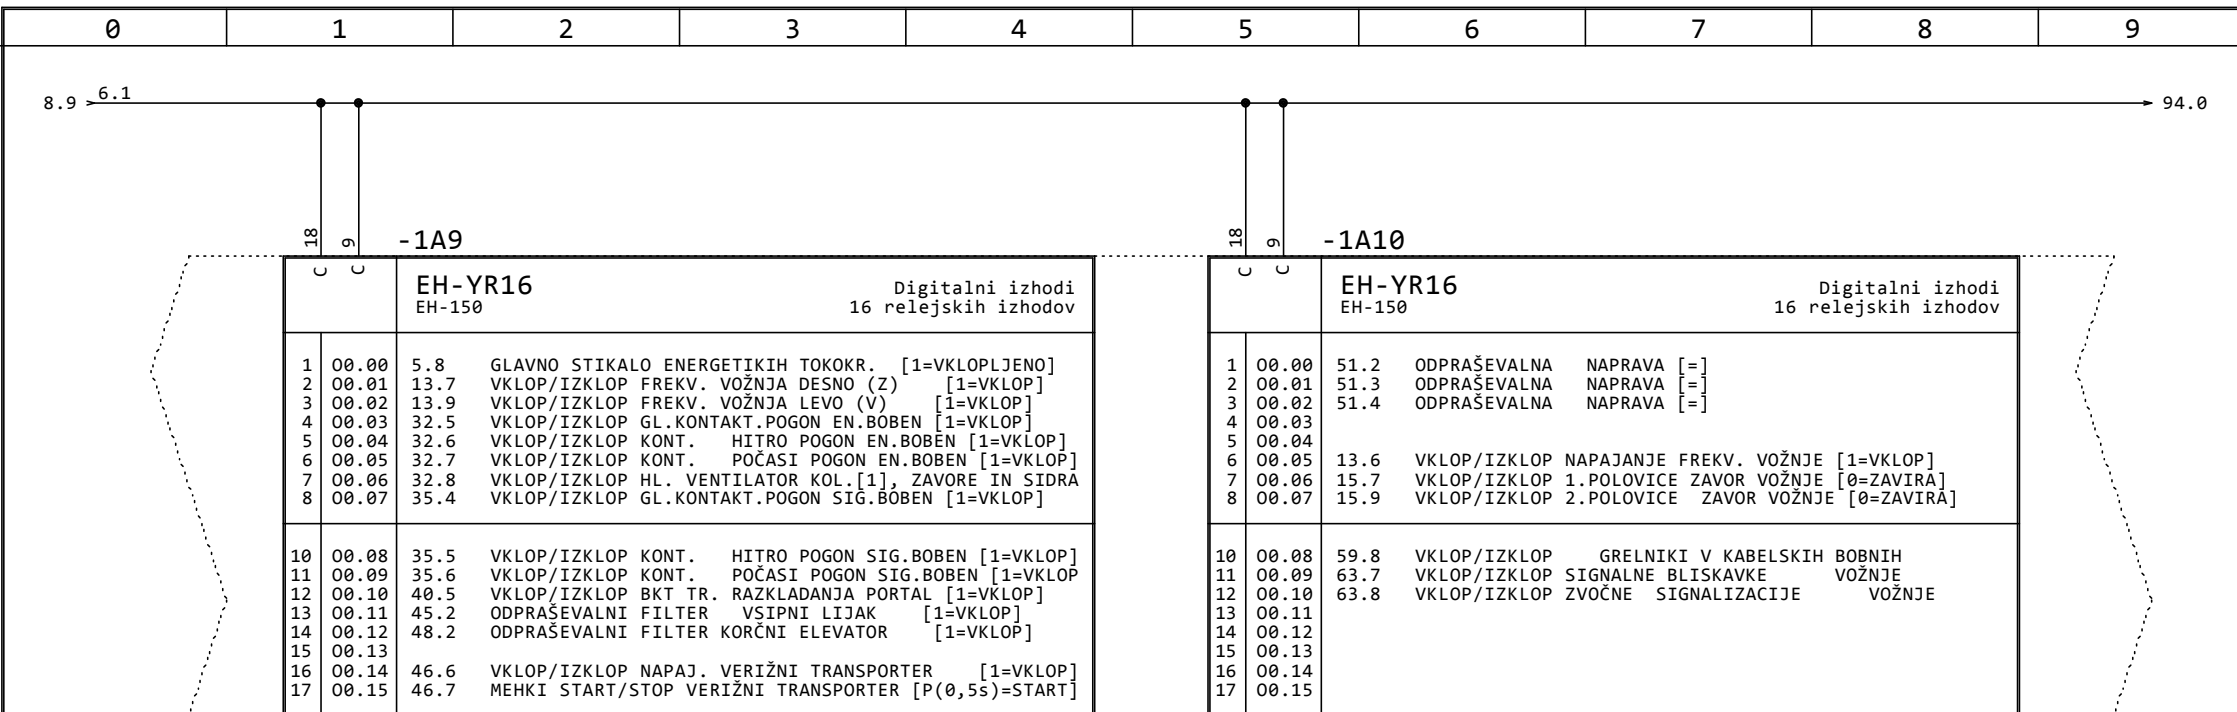 0 1 2 3 4 5 6 7 8 9
8.9 6.1 94.0
18 9 -1A9
C C
EH-YR16 Digitalni izhodi
EH-150 16 relejskih izhodov
1 O0.00 5.8 GLAVNO STIKALO ENERGETIKIH TOKOKR. [1=VKLOPLJENO]
2 O0.01 13.7 VKLOP/IZKLOP FREKV. VOŽNJA DESNO (Z) [1=VKLOP]
3 O0.02 13.9 VKLOP/IZKLOP FREKV. VOŽNJA LEVO (V) [1=VKLOP]
4 O0.03 32.5 VKLOP/IZKLOP GL.KONTAKT.POGON EN.BOBEN [1=VKLOP]
5 O0.04 32.6 VKLOP/IZKLOP KONT. HITRO POGON EN.BOBEN [1=VKLOP]
6 O0.05 32.7 VKLOP/IZKLOP KONT. POČASI POGON EN.BOBEN [1=VKLOP]
7 O0.06 32.8 VKLOP/IZKLOP HL. VENTILATOR KOL.[1], ZAVORE IN SIDRA
8 O0.07 35.4 VKLOP/IZKLOP GL.KONTAKT.POGON SIG.BOBEN [1=VKLOP]
10 O0.08 35.5 VKLOP/IZKLOP KONT. HITRO POGON SIG.BOBEN [1=VKLOP]
11 O0.09 35.6 VKLOP/IZKLOP KONT. POČASI POGON SIG.BOBEN [1=VKLOP
12 O0.10 40.5 VKLOP/IZKLOP BKT TR. RAZKLADANJA PORTAL [1=VKLOP]
13 O0.11 45.2 ODPRAŠEVALNI FILTER VSIPNI LIJAK [1=VKLOP]
14 O0.12 48.2 ODPRAŠEVALNI FILTER KORČNI ELEVATOR [1=VKLOP]
15 O0.13
16 O0.14 46.6 VKLOP/IZKLOP NAPAJ. VERIŽNI TRANSPORTER [1=VKLOP]
17 O0.15 46.7 MEHKI START/STOP VERIŽNI TRANSPORTER [P(0,5s)=START]
18 9 -1A10
C C
EH-YR16 Digitalni izhodi
EH-150 16 relejskih izhodov
1 O0.00 51.2 ODPRAŠEVALNA NAPRAVA [=]
2 O0.01 51.3 ODPRAŠEVALNA NAPRAVA [=]
3 O0.02 51.4 ODPRAŠEVALNA NAPRAVA [=]
4 O0.03
5 O0.04
6 O0.05 13.6 VKLOP/IZKLOP NAPAJANJE FREKV. VOŽNJE [1=VKLOP]
7 O0.06 15.7 VKLOP/IZKLOP 1.POLOVICE ZAVOR VOŽNJE [0=ZAVIRA]
8 O0.07 15.9 VKLOP/IZKLOP 2.POLOVICE ZAVOR VOŽNJE [0=ZAVIRA]
10 O0.08 59.8 VKLOP/IZKLOP GRELNIKI V KABELSKIH BOBNIH
11 O0.09 63.7 VKLOP/IZKLOP SIGNALNE BLISKAVKE VOŽNJE
12 O0.10 63.8 VKLOP/IZKLOP ZVOČNE SIGNALIZACIJE VOŽNJE
13 O0.11
14 O0.12
15 O0.13
16 O0.14
17 O0.15